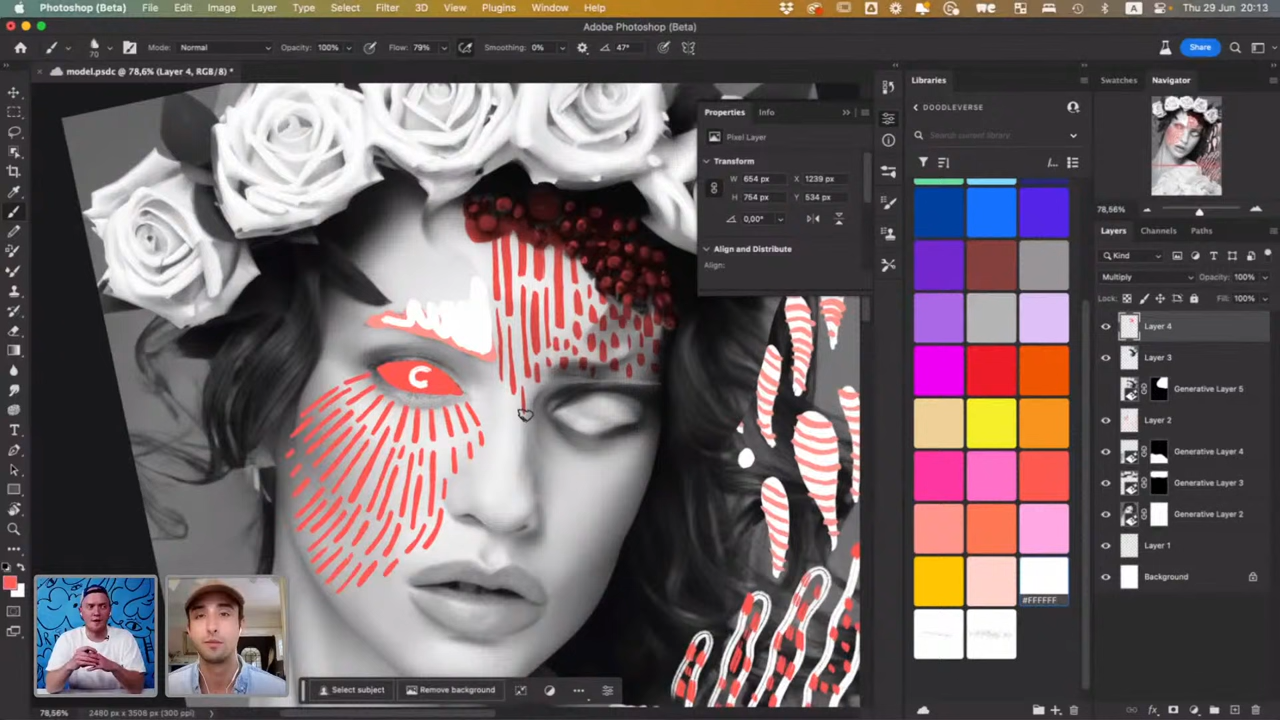 Photoshop (Beta) File Edit Image Layer Type Select Filter 3D View Plugins Window Help A Thu 29 Jun 20:13
Adobe Photoshop (Beta)
70 Mode: Normal Opacity: 100% Flow: 79% Smoothing: 0% 47° Share
model.psdc @ 78,6% (Layer 4, RGB/8) *
Properties Info
Pixel Layer
Transform
W 654 px X 1239 px
H 754 px Y 534 px
0,00°
Align and Distribute
Align:
Libraries
DOODLEVERSE
Search current library
#FFFFFF
Swatches Navigator
78,56%
Layers Channels Paths
Kind
Multiply Opacity: 100%
Lock: Fill: 100%
Layer 4
Layer 3
Generative Layer 5
Layer 2
Generative Layer 4
Generative Layer 3
Generative Layer 2
Layer 1
Background
C
Select subject Remove background
78,56% 2480 px x 3506 px (300 ppi)